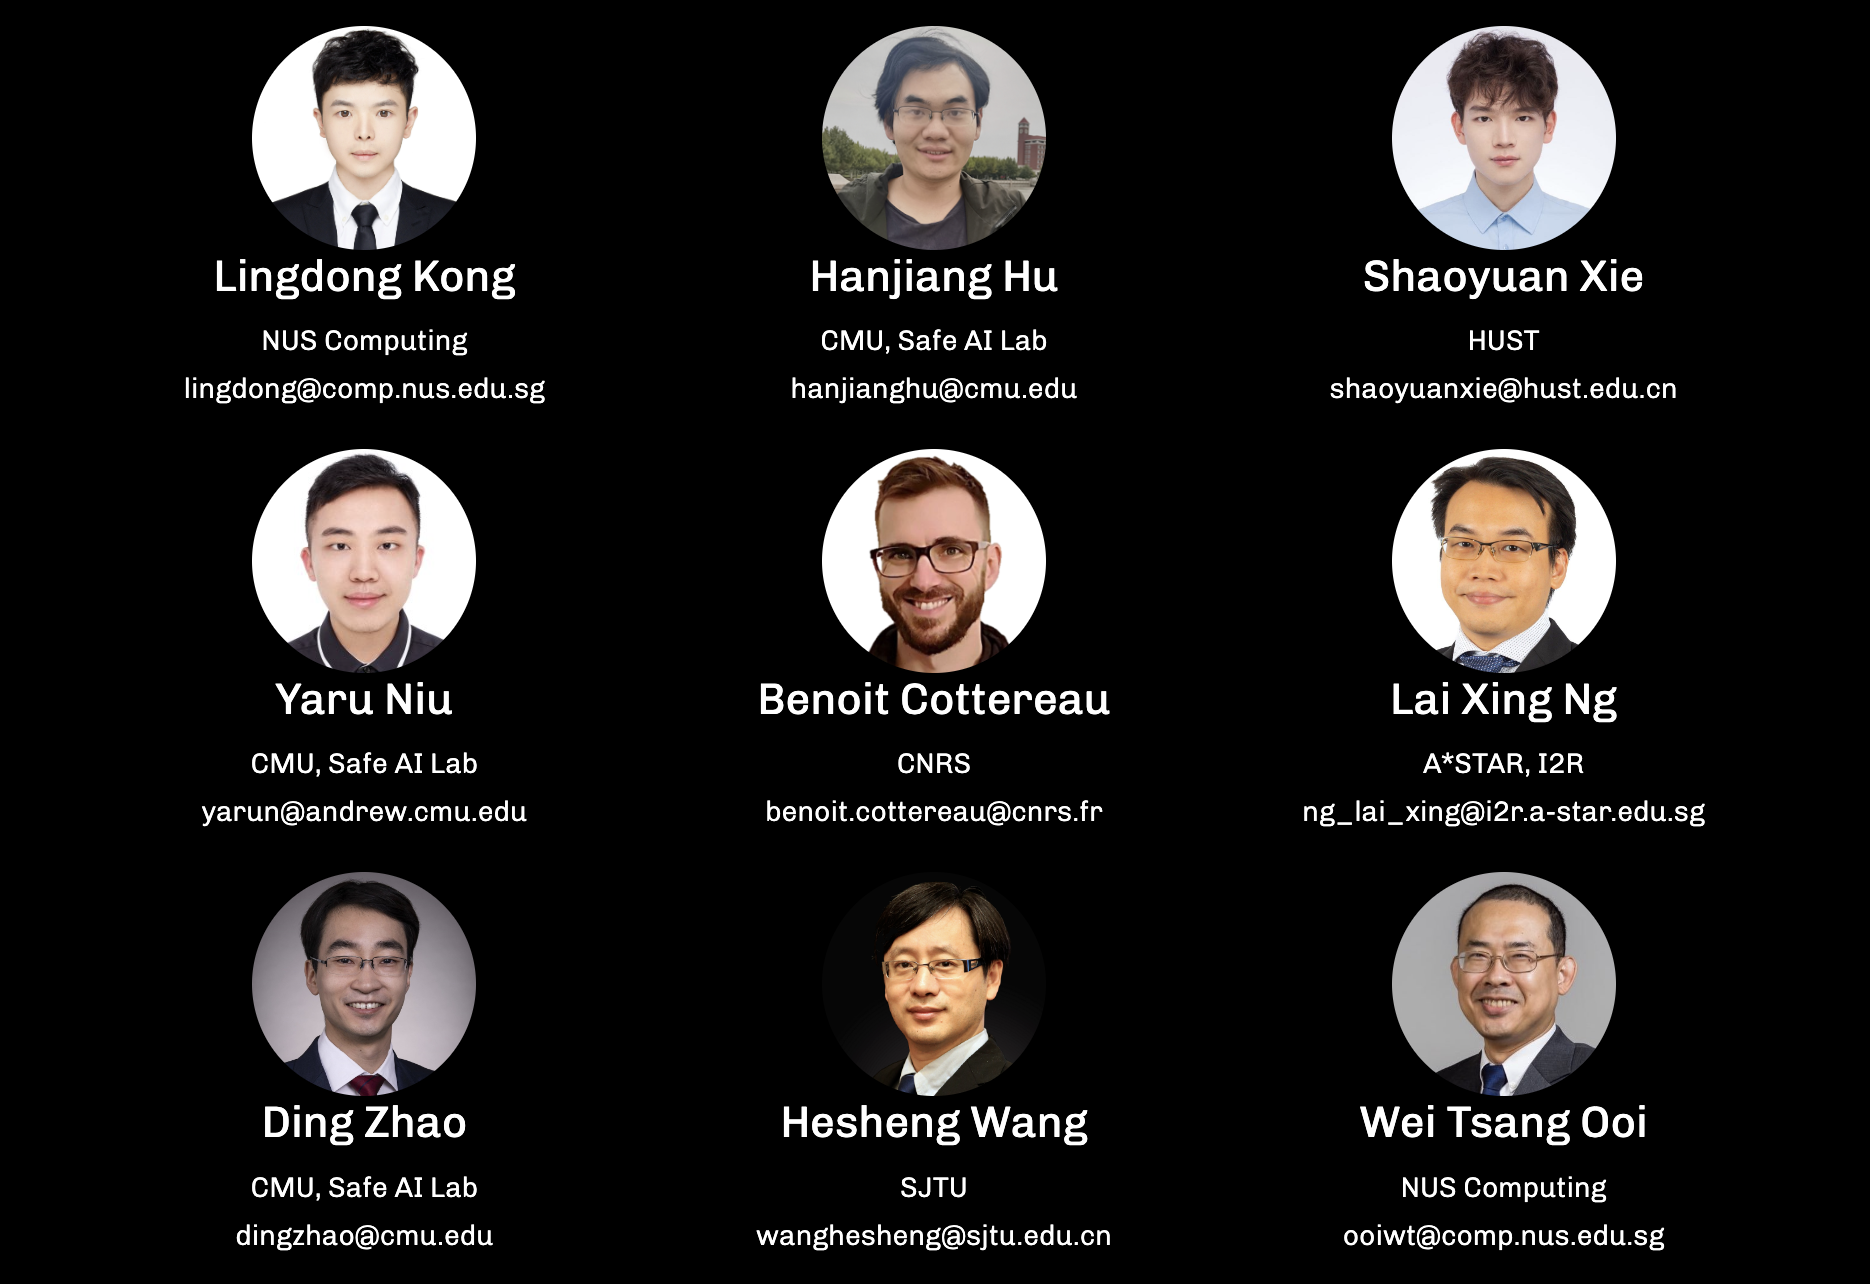 Lingdong Kong
NUS Computing
lingdong@comp.nus.edu.sg
Hanjiang Hu
CMU, Safe AI Lab
hanjianghu@cmu.edu
Shaoyuan Xie
HUST
shaoyuanxie@hust.edu.cn
Yaru Niu
CMU, Safe AI Lab
yarun@andrew.cmu.edu
Benoit Cottereau
CNRS
benoit.cottereau@cnrs.fr
Lai Xing Ng
A*STAR, I2R
ng_lai_xing@i2r.a-star.edu.sg
Ding Zhao
CMU, Safe AI Lab
dingzhao@cmu.edu
Hesheng Wang
SJTU
wanghesheng@sjtu.edu.cn
Wei Tsang Ooi
NUS Computing
ooiwt@comp.nus.edu.sg